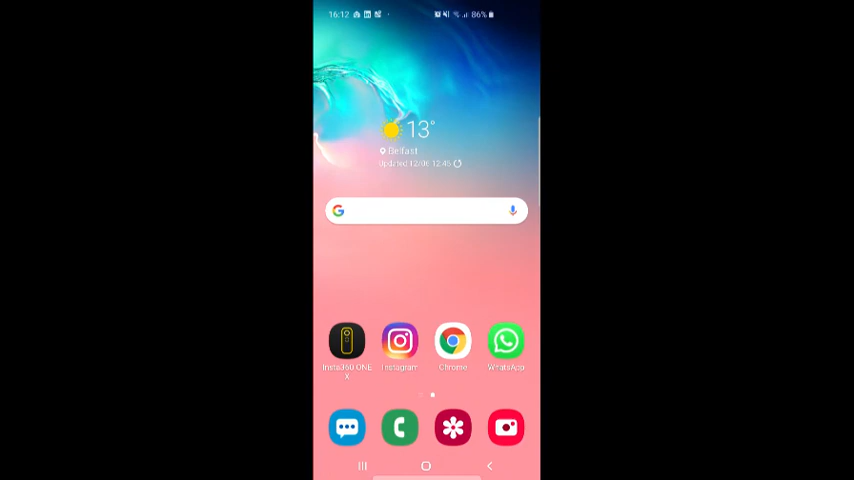 16:12
86%
13°
Belfast
Updated 12/06 12:45
Insta360 ONE X
Instagram
Chrome
WhatsApp